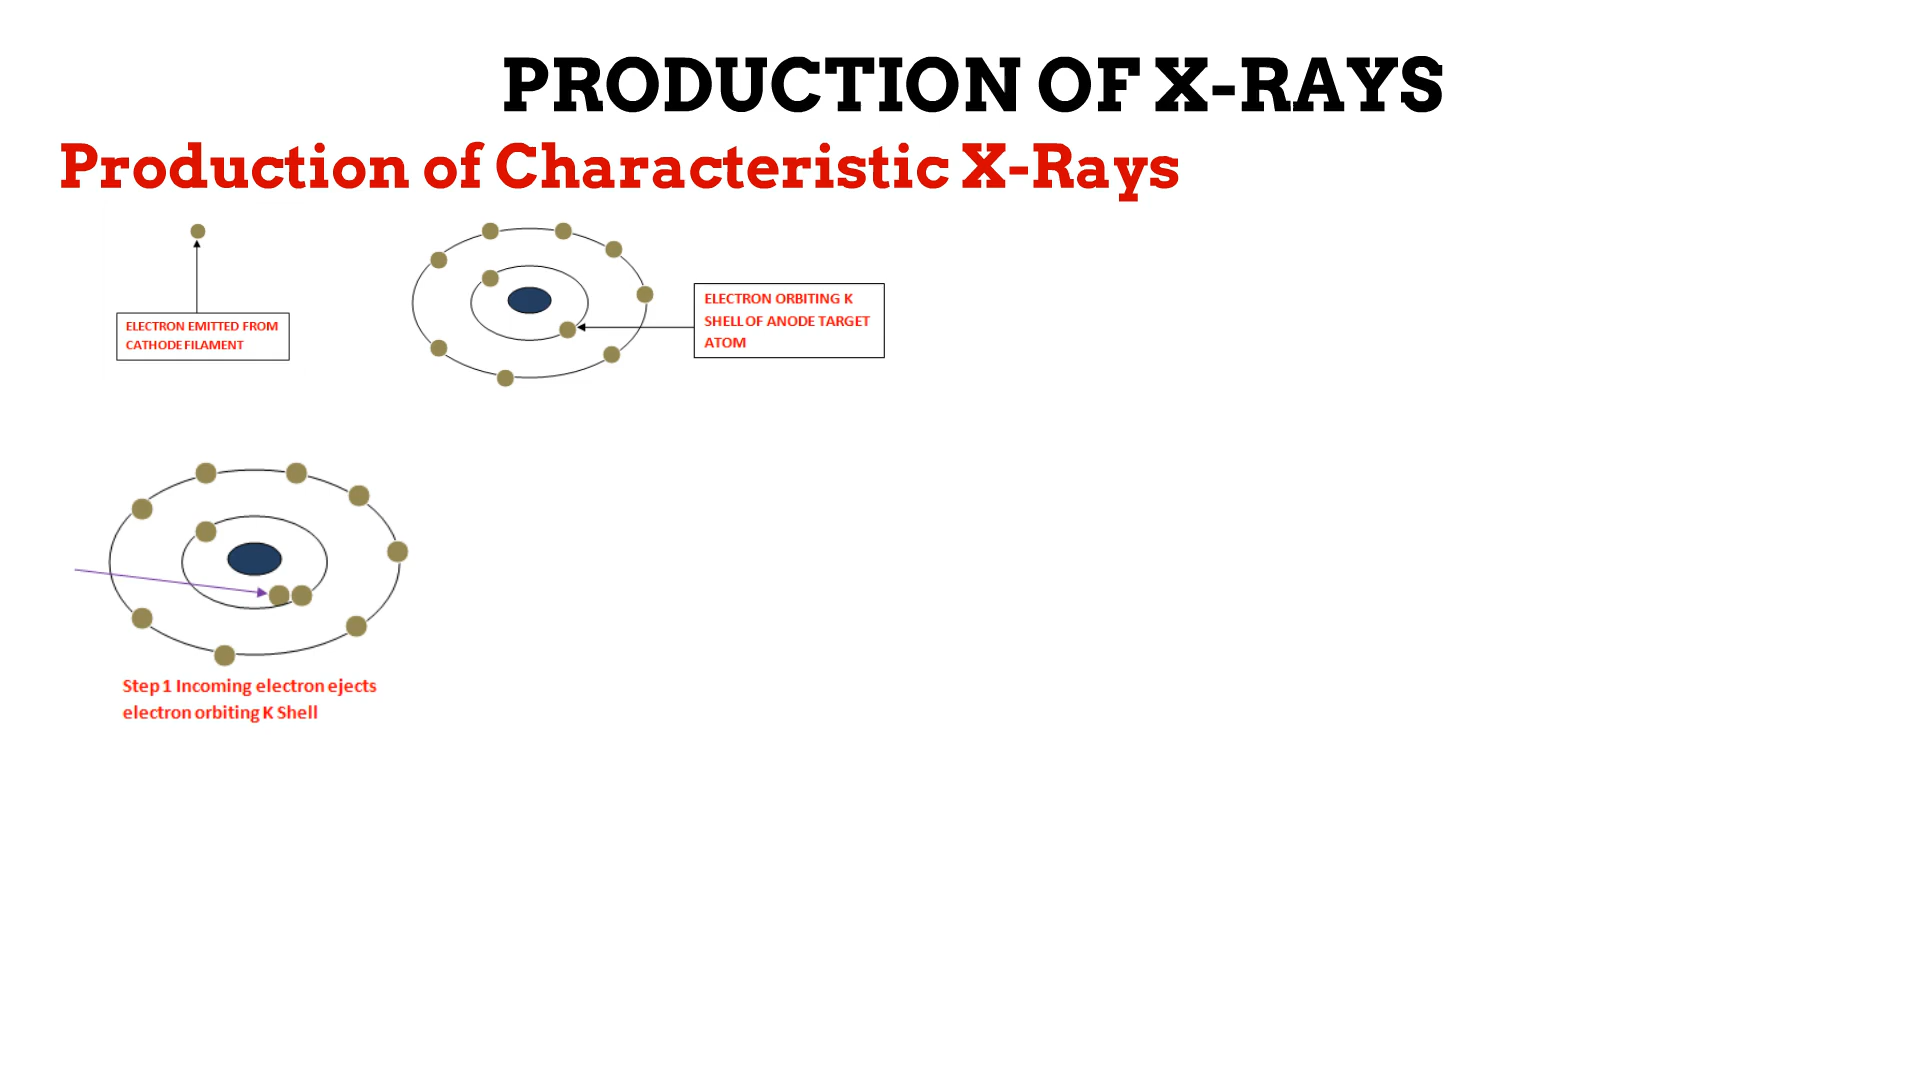 PRODUCTION OF X-RAYS
Production of Characteristic X-Rays
ELECTRON EMITTED FROM
CATHODE FILAMENT
ELECTRON ORBITING K
SHELL OF ANODE TARGET
ATOM
Step 1 Incoming electron ejects
electron orbiting K Shell